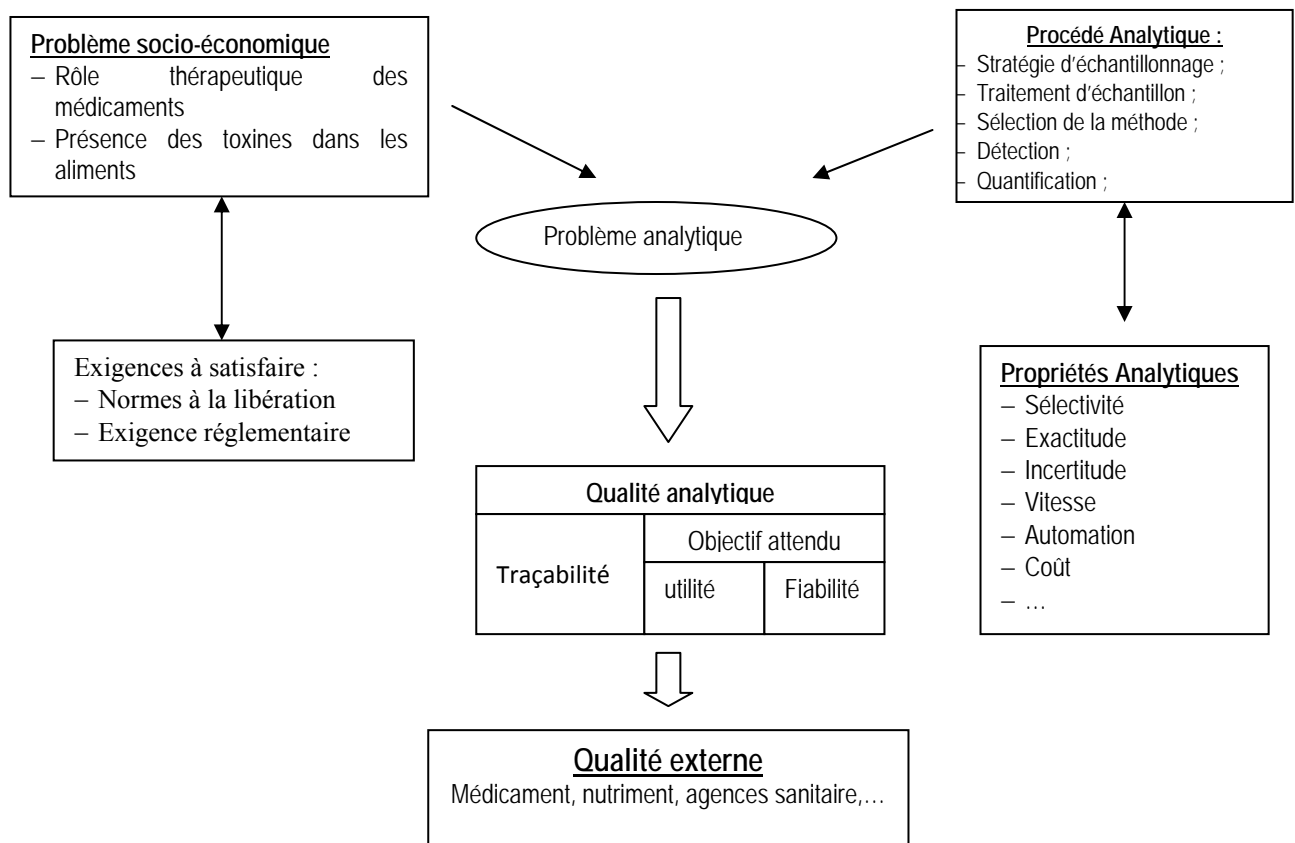 Problème socio-économique
– Rôle thérapeutique des
médicaments
– Présence des toxines dans les
aliments
Procédé Analytique :
– Stratégie d'échantillonnage ;
– Traitement d'échantillon ;
– Sélection de la méthode ;
– Détection ;
– Quantification ;
Problème analytique
Exigences à satisfaire :
– Normes à la libération
– Exigence réglementaire
Propriétés Analytiques
– Sélectivité
– Exactitude
– Incertitude
– Vitesse
– Automation
– Coût
– …
Qualité analytique
Traçabilité
Objectif attendu
utilité
Fiabilité
Qualité externe
Médicament, nutriment, agences sanitaire,…